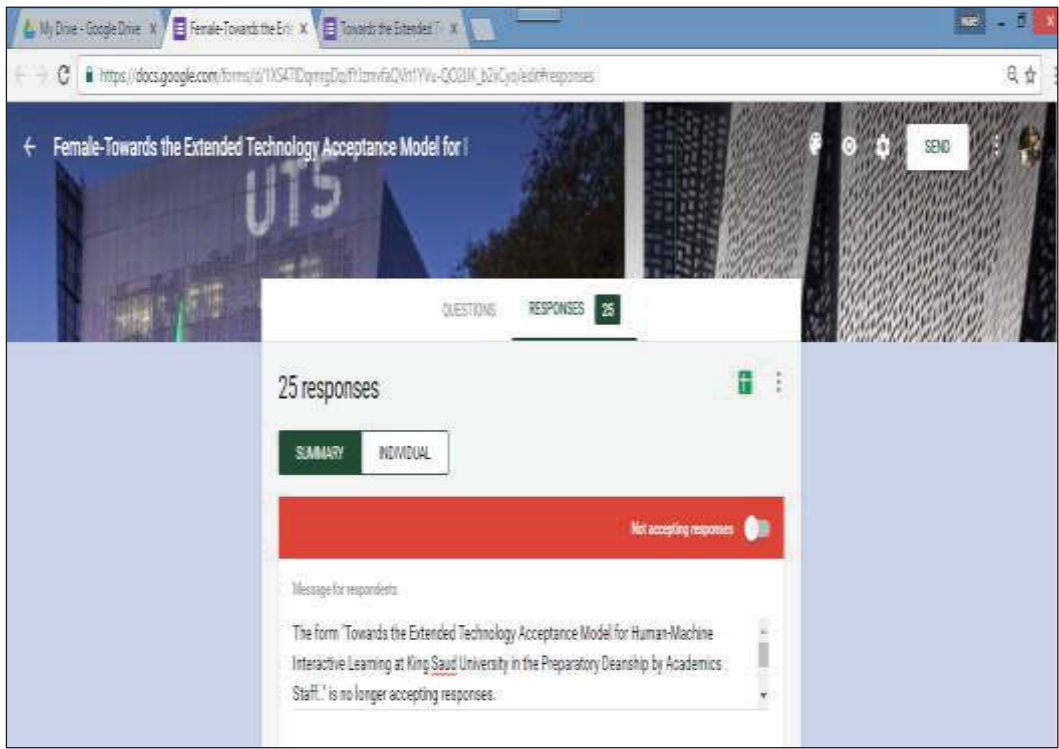 My Drive - Google Drive x Female-Towards the Ext x Towards the Extended T x
https://docs.google.com/forms/d/
/edit#responses
← Female-Towards the Extended Technology Acceptance Model for
SEND
UTS
QUESTIONS RESPONSES 25
25 responses
SUMMARY INDIVIDUAL
Not accepting responses
Message for respondents
The form "Towards the Extended Technology Acceptance Model for Human-Machine
Interactive Learning at King Saud University in the Preparatory Deanship by Academics
Staff.." is no longer accepting responses.